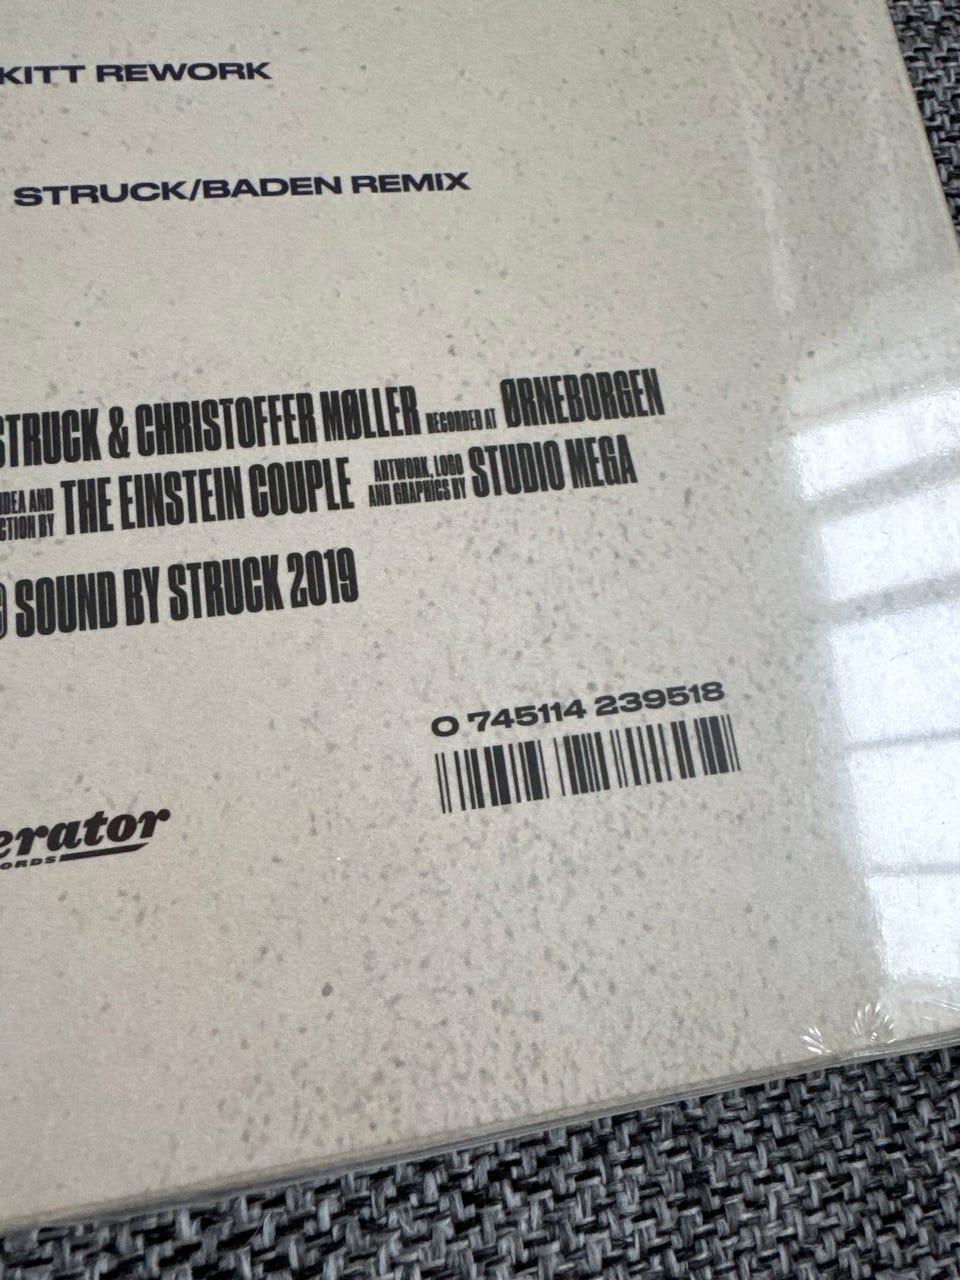 KITT REWORK
STRUCK/BADEN REMIX
STRUCK & CHRISTOFFER MØLLER RECORDED AT ØRNEBORGEN
IDEA AND
CTION BY THE EINSTEIN COUPLE ARTWORK, LOGO
AND GRAPHICS BY STUDIO MEGA
SOUND BY STRUCK 2019
0 745114 239518
erator
ORDS